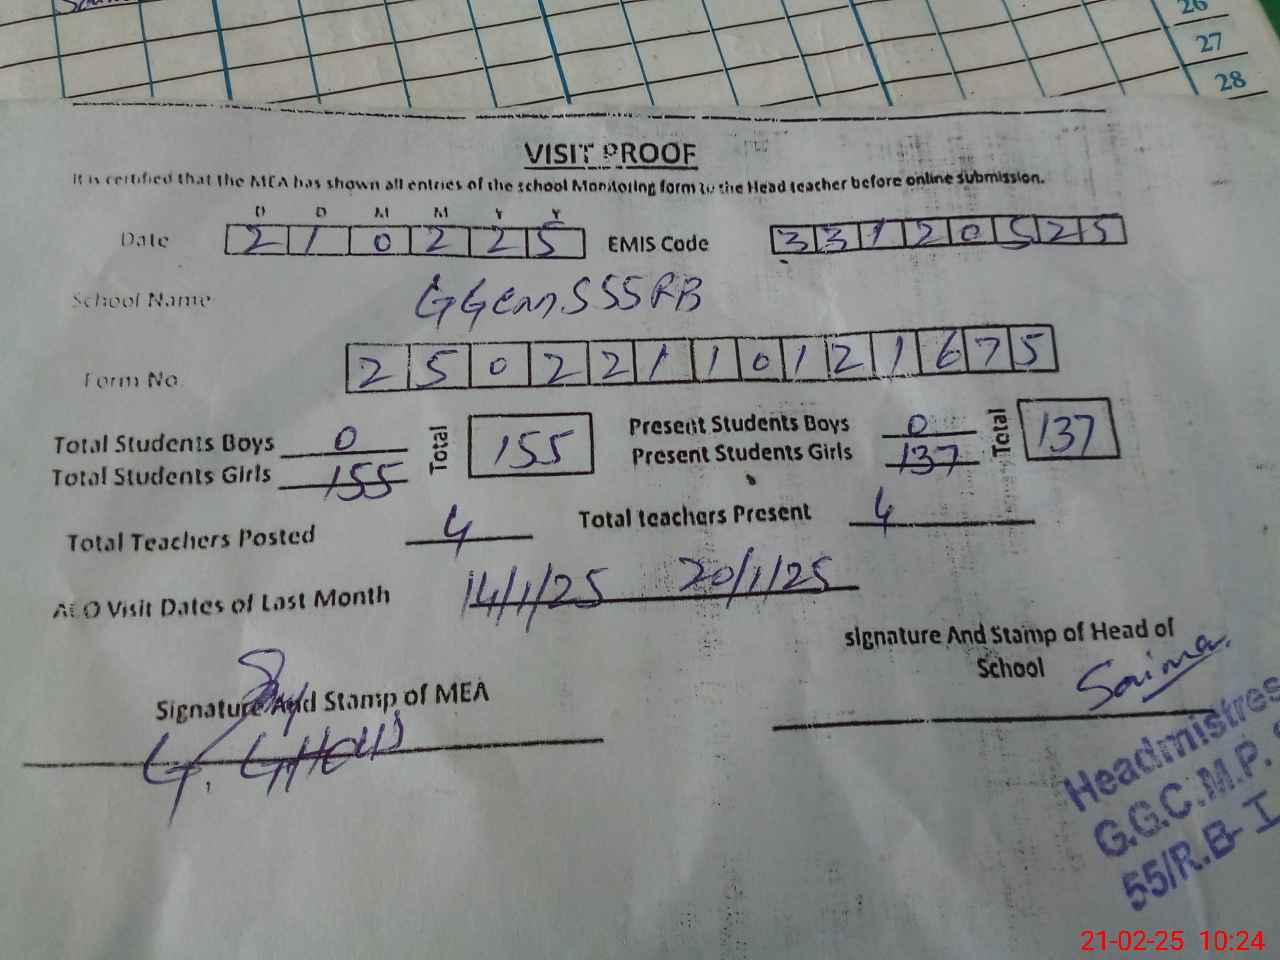 26
27
28
VISIT PROOF
It is certified that the MEA has shown all entries of the school Monitoring form to the Head teacher before online submission.
D D M M Y Y
Date 2 1 0 2 2 5 EMIS Code 3 3 1 2 0 5 2 5
School Name GGCMS 55RB
Form No. 2 5 0 2 2 1 1 0 1 2 1 6 7 5
Total Students Boys 0 Total 155 Present Students Boys 0 Total 137
Total Students Girls 155 Present Students Girls 137
Total Teachers Posted 4 Total teachers Present 4
AEO Visit Dates of Last Month 14/1/25 20/1/25
signature And Stamp of Head of School
Saima
Signature And Stamp of MEA
G. GHous
Headmistres
G.G.C.M.P.
55/R.B- I
21-02-25 10:24